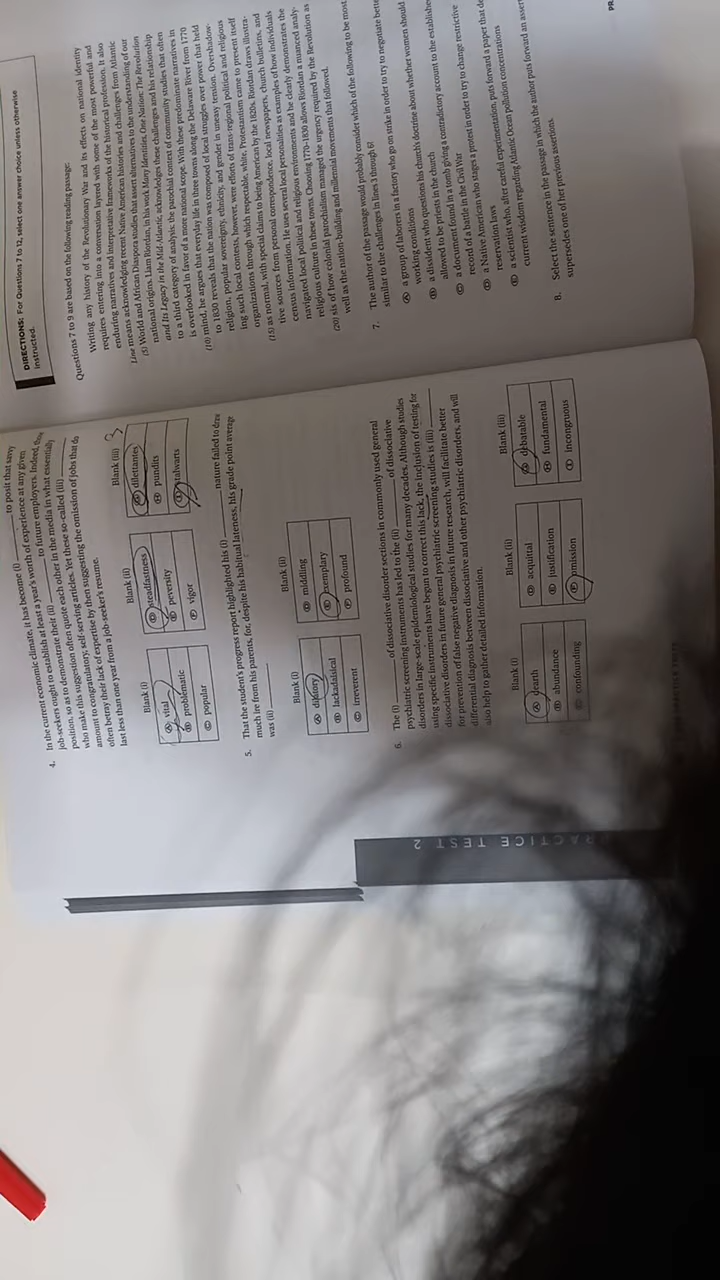 to posit that savvy
4. In the current economic climate, it has become (i)
job-seekers ought to establish at least a year's worth of experience at any given
position, so as to demonstrate their (ii) to future employers. Indeed,
who make this suggestion often quote each other in the media in what essentially
amount to congratulatory, self-serving articles. Yet these so-called (iii)
often betray their lack of expertise by then suggesting the omission of jobs that
last less than one year from a job-seeker's resume.
Blank (i) Blank (ii) Blank (iii)
A vital D steadfastness G dilettantes
B problematic E perversity H pundits
C popular F vigor I stalwarts
5. That the student's progress report highlighted his (i) nature failed to draw
much ire from his parents, for, despite his habitual lateness, his grade point average
was (ii)
Blank (i) Blank (ii)
A dilatory D middling
B lackadaisical E exemplary
C irreverent F profound
6. The (i) of dissociative disorder sections in commonly used general
psychiatric screening instruments has led to the (ii) of dissociative
disorders in large-scale epidemiological studies for many decades. Although studies
using specific instruments have begun to correct this lack, the inclusion of testing for
dissociative disorders in future general psychiatric screening studies is (iii)
for prevention of false negative diagnosis in future research, will facilitate better
differential diagnosis between dissociative and other psychiatric disorders, and will
also help to gather detailed information.
Blank (i) Blank (ii) Blank (iii)
A dearth D acquittal G debatable
B abundance E justification H fundamental
C confounding F omission I incongruous
PRACTICE TEST 2
DIRECTIONS: For Questions 7 to 12, select one answer choice unless otherwise
instructed.
Questions 7 to 9 are based on the following reading passage.
Writing any history of the Revolutionary War and its effects on national identity
requires entering into a conversation layered with some of the most powerful and
enduring narratives and interpretative frameworks of the historical profession. It also
Line means acknowledging recent Native American histories and challenges from Atlantic
(5) World and African Diaspora studies that assert alternatives to the understanding of our
national origins. Liam Riordan, in his work Many Identities, One Nation: The Revolution
and Its Legacy in the Mid-Atlantic, acknowledges these challenges and his relationship
to a third category of analysis: the parochial context of community studies that often
is overlooked in favor of a more national scope. With these predominate narratives in
(10) mind, he argues that everyday life in three towns along the Delaware River from 1770
to 1830 reveals that the nation was composed of local struggles over power that held
religion, popular sovereignty, ethnicity, and gender in uneasy tension. Overshadow-
ing such local contests, however, were efforts of trans-regional political and religious
organizations through which respectable, white, Protestantism came to present itself
(15) as normal, with special claims to being American by the 1820s. Riordan draws illustra-
tive sources from personal correspondence, local newspapers, church bulletins, and
census information. He uses several local personalities as examples of how individuals
navigated local political and religious environments and he clearly demonstrates the
religious culture in these towns. Choosing 1770-1830 allows Riordan a nuanced analy-
(20) sis of how colonial parochialism managed the urgency required by the Revolution as
well as the nation-building and millennial movements that followed.
7. The author of the passage would probably consider which of the following to be most
similar to the challenges in lines 3 through 6?
A a group of laborers in a factory who go on strike in order to try to negotiate better
working conditions
B a dissident who questions his church's doctrine about whether women should
allowed to be priests in the church
C a document found in a tomb giving a contradictory account to the established
record of a battle in the Civil War
D a Native American who stages a protest in order to try to change restrictive
reservation laws
E a scientist who, after careful experimentation, puts forward a paper that
current wisdom regarding Atlantic Ocean pollution concentrations
8. Select the sentence in the passage in which the author puts forward an
supersedes one of her previous assertions.
PR